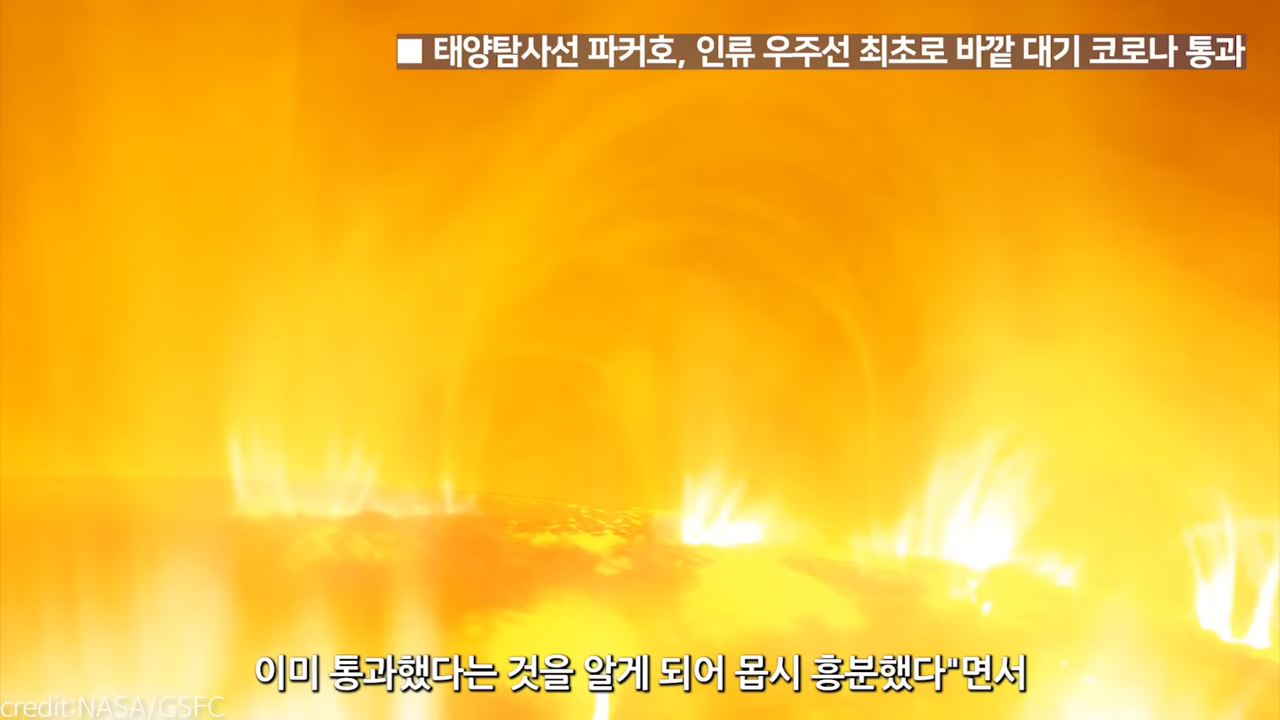 ■ 태양탐사선 파커호, 인류 우주선 최초로 바깥 대기 코로나 통과
이미 통과했다는 것을 알게 되어 몹시 흥분했다"면서
credit:NASA/GSFC